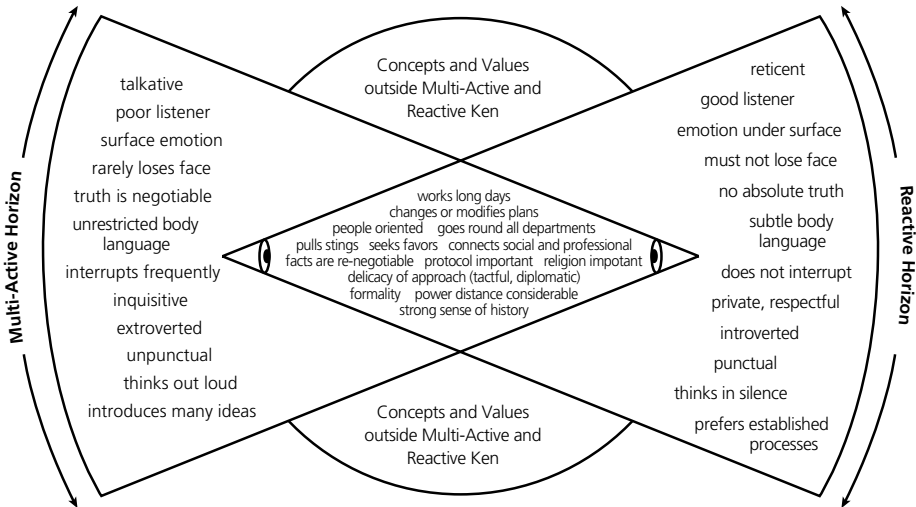 Multi-Active Horizon
talkative
poor listener
surface emotion
rarely loses face
truth is negotiable
unrestricted body
language
interrupts frequently
inquisitive
extroverted
unpunctual
thinks out loud
introduces many ideas
Concepts and Values
outside Multi-Active and
Reactive Ken
works long days
changes or modifies plans
people oriented goes round all departments
pulls stings seeks favors connects social and professional
facts are re-negotiable protocol important religion impotant
delicacy of approach (tactful, diplomatic)
formality power distance considerable
strong sense of history
Concepts and Values
outside Multi-Active and
Reactive Ken
reticent
good listener
emotion under surface
must not lose face
no absolute truth
subtle body
language
does not interrupt
private, respectful
introverted
punctual
thinks in silence
prefers established
processes
Reactive Horizon